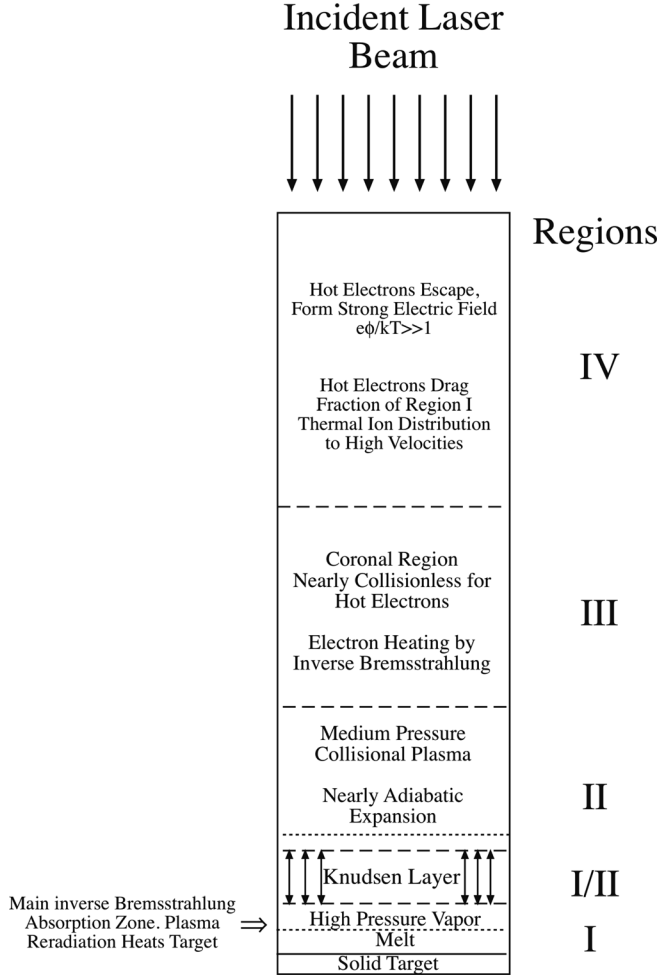 Incident Laser
Beam
Regions
Hot Electrons Escape,
Form Strong Electric Field
eϕ/kT>>1
IV
Hot Electrons Drag
Fraction of Region I
Thermal Ion Distribution
to High Velocities
Coronal Region
Nearly Collisionless for
Hot Electrons
III
Electron Heating by
Inverse Bremsstrahlung
Medium Pressure
Collisional Plasma
II
Nearly Adiabatic
Expansion
Knudsen Layer
I/II
Main inverse Bremsstrahlung
Absorption Zone. Plasma ⇒
Reradiation Heats Target
High Pressure Vapor
Melt
I
Solid Target